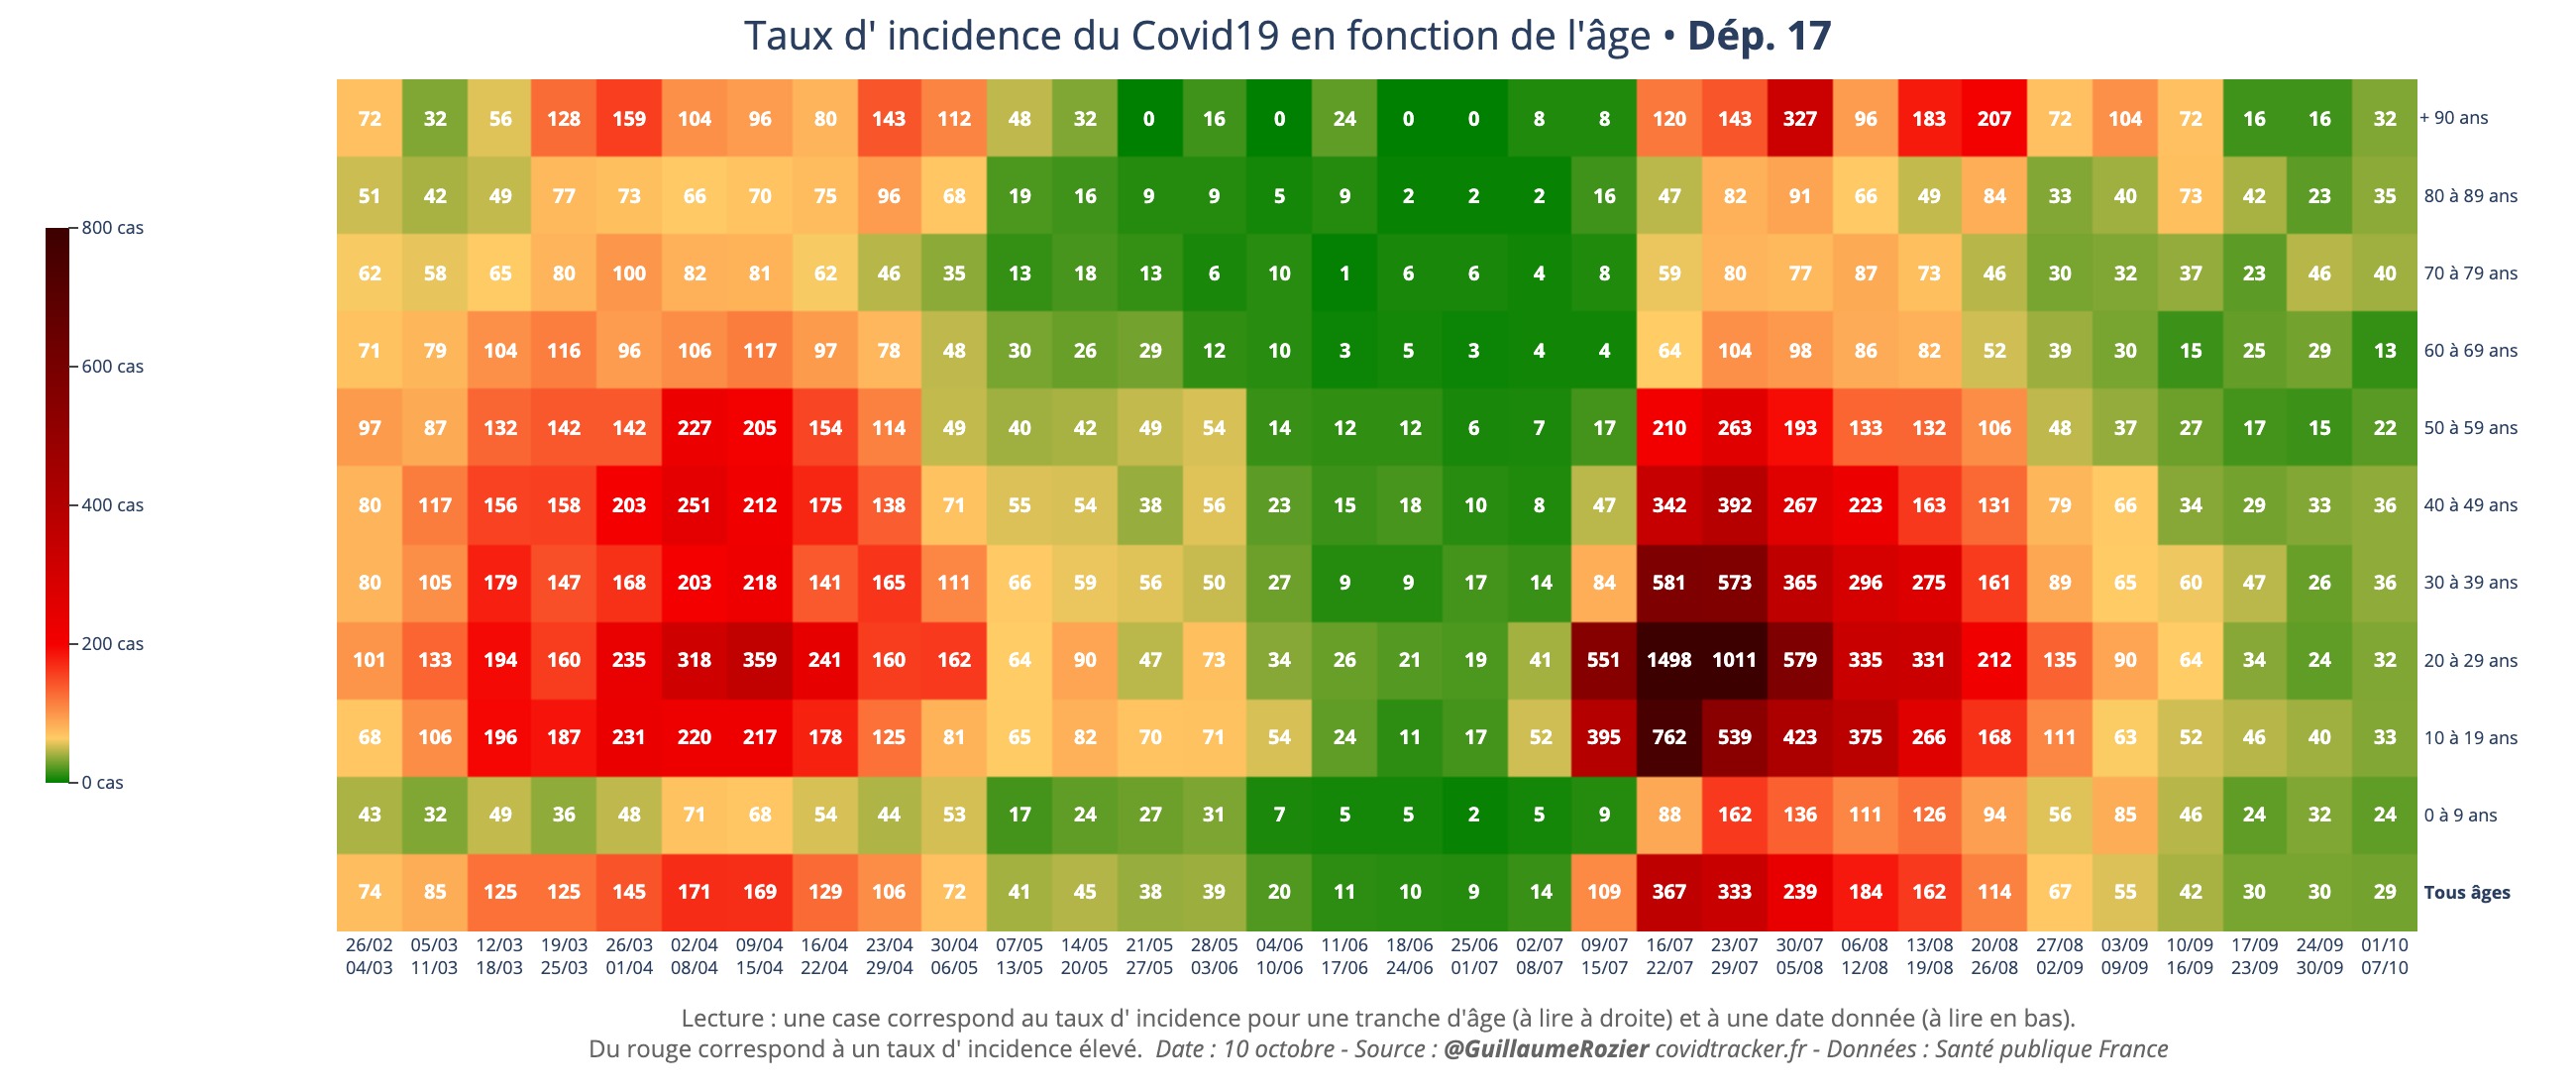 Taux d' incidence du Covid19 en fonction de l'âge • Dép. 17
800 cas
600 cas
400 cas
200 cas
0 cas
72 32 56 128 159 104 96 80 143 112 48 32 0 16 0 24 0 0 8 8 120 143 327 96 183 207 72 104 72 16 16 32 + 90 ans
51 42 49 77 73 66 70 75 96 68 19 16 9 9 5 9 2 2 2 16 47 82 91 66 49 84 33 40 73 42 23 35 80 à 89 ans
62 58 65 80 100 82 81 62 46 35 13 18 13 6 10 1 6 6 4 8 59 80 77 87 73 46 30 32 37 23 46 40 70 à 79 ans
71 79 104 116 96 106 117 97 78 48 30 26 29 12 10 3 5 3 4 4 64 104 98 86 82 52 39 30 15 25 29 13 60 à 69 ans
97 87 132 142 142 227 205 154 114 49 40 42 49 54 14 12 12 6 7 17 210 263 193 133 132 106 48 37 27 17 15 22 50 à 59 ans
80 117 156 158 203 251 212 175 138 71 55 54 38 56 23 15 18 10 8 47 342 392 267 223 163 131 79 66 34 29 33 36 40 à 49 ans
80 105 179 147 168 203 218 141 165 111 66 59 56 50 27 9 9 17 14 84 581 573 365 296 275 161 89 65 60 47 26 36 30 à 39 ans
101 133 194 160 235 318 359 241 160 162 64 90 47 73 34 26 21 19 41 551 1498 1011 579 335 331 212 135 90 64 34 24 32 20 à 29 ans
68 106 196 187 231 220 217 178 125 81 65 82 70 71 54 24 11 17 52 395 762 539 423 375 266 168 111 63 52 46 40 33 10 à 19 ans
43 32 49 36 48 71 68 54 44 53 17 24 27 31 7 5 5 2 5 9 88 162 136 111 126 94 56 85 46 24 32 24 0 à 9 ans
74 85 125 125 145 171 169 129 106 72 41 45 38 39 20 11 10 9 14 109 367 333 239 184 162 114 67 55 42 30 30 29 Tous âges
26/02 05/03 12/03 19/03 26/03 02/04 09/04 16/04 23/04 30/04 07/05 14/05 21/05 28/05 04/06 11/06 18/06 25/06 02/07 09/07 16/07 23/07 30/07 06/08 13/08 20/08 27/08 03/09 10/09 17/09 24/09 01/10
04/03 11/03 18/03 25/03 01/04 08/04 15/04 22/04 29/04 06/05 13/05 20/05 27/05 03/06 10/06 17/06 24/06 01/07 08/07 15/07 22/07 29/07 05/08 12/08 19/08 26/08 02/09 09/09 16/09 23/09 30/09 07/10
Lecture : une case correspond au taux d' incidence pour une tranche d'âge (à lire à droite) et à une date donnée (à lire en bas).
Du rouge correspond à un taux d' incidence élevé. Date : 10 octobre - Source : @GuillaumeRozier covidtracker.fr - Données : Santé publique France